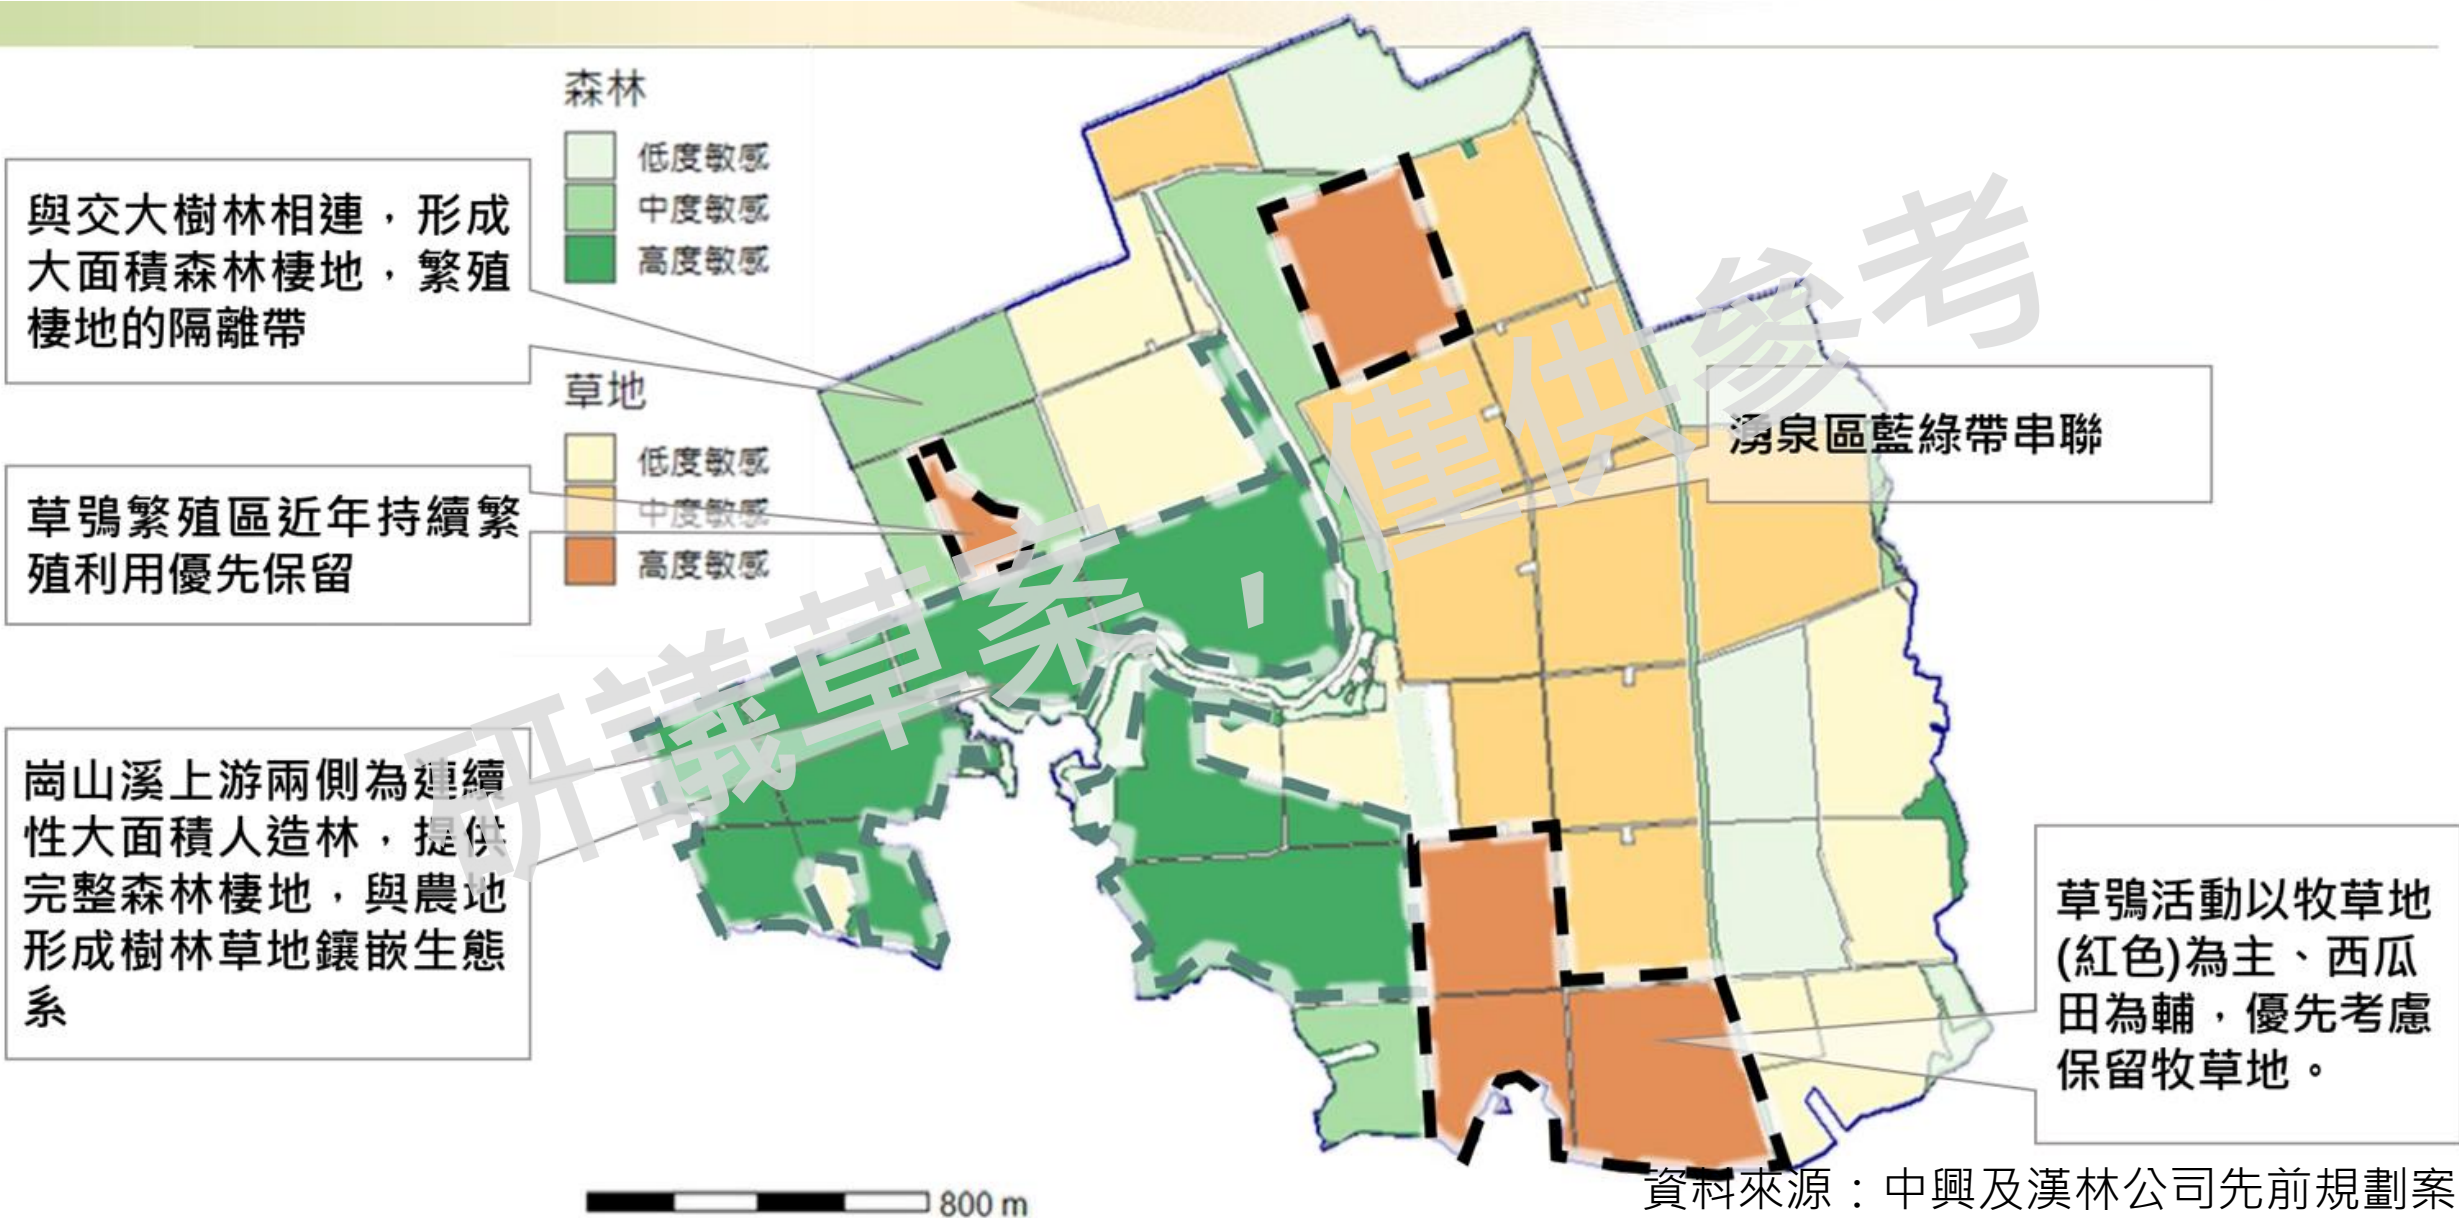 森林
低度敏感
中度敏感
高度敏感
與交大樹林相連，形成
大面積森林棲地，繁殖
棲地的隔離帶
草地
低度敏感
中度敏感
高度敏感
草鴞繁殖區近年持續繁
殖利用優先保留
湧泉區藍綠帶串聯
崗山溪上游兩側為連續
性大面積人造林，提供
完整森林棲地，與農地
形成樹林草地鑲嵌生態
系
草鴞活動以牧草地
(紅色)為主、西瓜
田為輔，優先考慮
保留牧草地。
研議草案，僅供參考
800 m
資料來源：中興及漢林公司先前規劃案